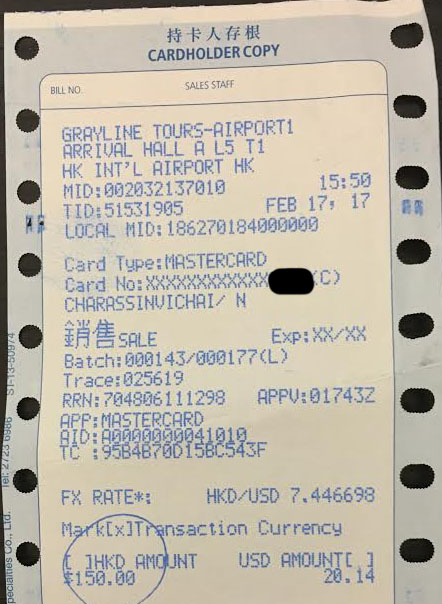 持卡人存根
CARDHOLDER COPY
BILL NO. SALES STAFF
GRAYLINE TOURS-AIRPORT1
ARRIVAL HALL A L5 T1
HK INT'L AIRPORT HK
MID:002032137010 15:50
TID:51531905 FEB 17, 17
LOCAL MID:186270184000000
Card Type:MASTERCARD
Card No:XXXXXXXXXXXX (C)
CHARASSINVICHAI/ N
銷售SALE Exp:XX/XX
Batch:000143/000177(L)
Trace:025619
RRN:704806111298 APPV:01743Z
APP:MASTERCARD
AID:A0000000041010
TC :95B4B70D15BC543F
FX RATE*: HKD/USD 7.446698
Mark[x]Transaction Currency
[ ]HKD AMOUNT USD AMOUNT[ ]
$150.00 20.14
pecialties Co., Ltd. Tel: 2723 6986 ST-13-50974